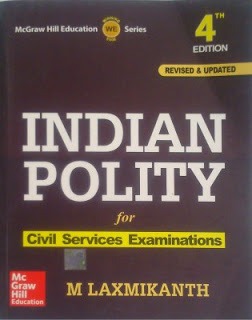 McGraw Hill Education WE Series
4TH
EDITION
REVISED & UPDATED
INDIAN
POLITY
for
Civil Services Examinations
Mc
Graw
Hill
Education
M LAXMIKANTH